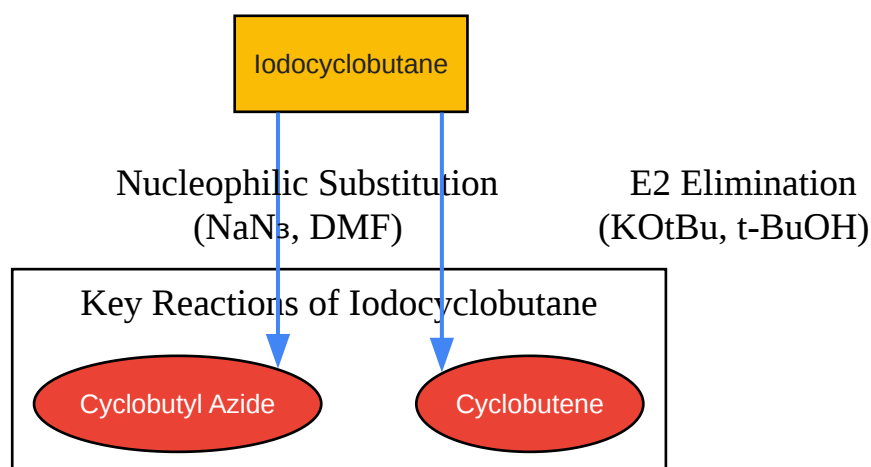 Iodocyclobutane
Nucleophilic Substitution
(NaN₃, DMF)
E2 Elimination
(KOtBu, t-BuOH)
Key Reactions of Iodocyclobutane
Cyclobutyl Azide
Cyclobutene